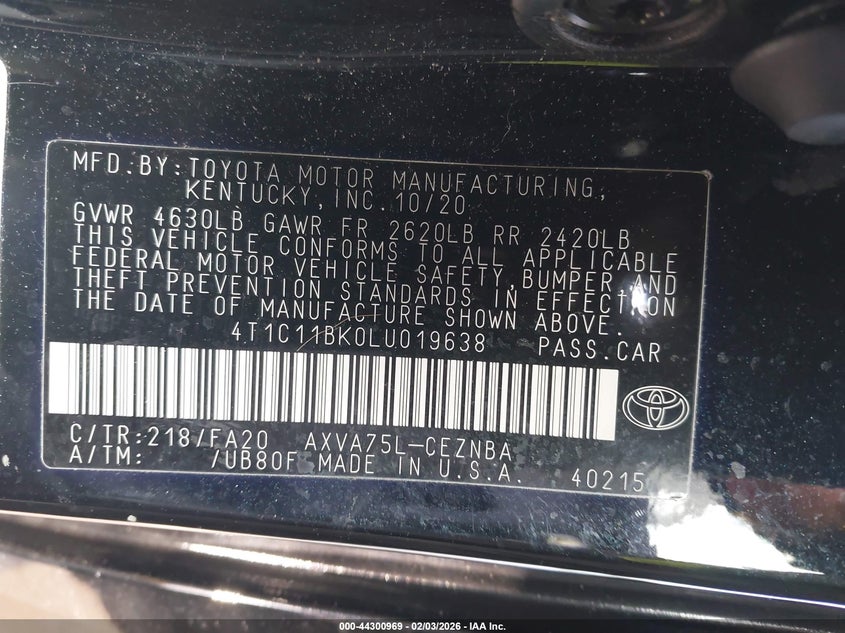 MFD.BY:TOYOTA MOTOR MANUFACTURING,
KENTUCKY,INC.10/20
GVWR 4630LB GAWR FR 2620LB RR 2420LB
THIS VEHICLE CONFORMS TO ALL APPLICABLE
FEDERAL MOTOR VEHICLE SAFETY,BUMPER AND
THEFT PREVENTION STANDARDS IN EFFECT ON
THE DATE OF MANUFACTURE SHOWN ABOVE.
4T1C11BK0LU019638 PASS.CAR
C/TR:218/FA20 AXVA75L-CEZNBA
A/TM: /UB80F MADE IN U.S.A. 40215
000-44300969 - 02/03/2026 - IAA Inc.